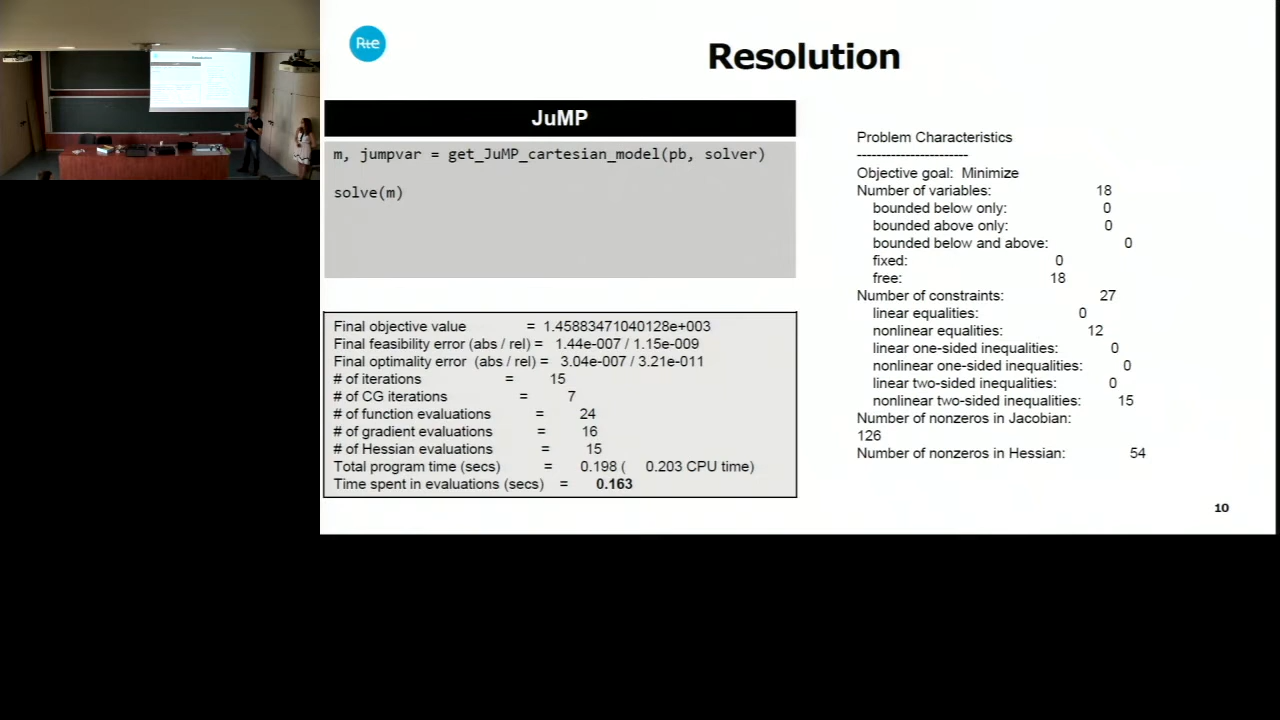 Rte
Resolution
JuMP
m, jumpvar = get_JuMP_cartesian_model(pb, solver)
solve(m)
Final objective value = 1.45883471040128e+003
Final feasibility error (abs / rel) = 1.44e-007 / 1.15e-009
Final optimality error (abs / rel) = 3.04e-007 / 3.21e-011
# of iterations = 15
# of CG iterations = 7
# of function evaluations = 24
# of gradient evaluations = 16
# of Hessian evaluations = 15
Total program time (secs) = 0.198 ( 0.203 CPU time)
Time spent in evaluations (secs) = 0.163
Problem Characteristics
-----------------------
Objective goal: Minimize
Number of variables: 18
bounded below only: 0
bounded above only: 0
bounded below and above: 0
fixed: 0
free: 18
Number of constraints: 27
linear equalities: 0
nonlinear equalities: 12
linear one-sided inequalities: 0
nonlinear one-sided inequalities: 0
linear two-sided inequalities: 0
nonlinear two-sided inequalities: 15
Number of nonzeros in Jacobian:
126
Number of nonzeros in Hessian: 54
10